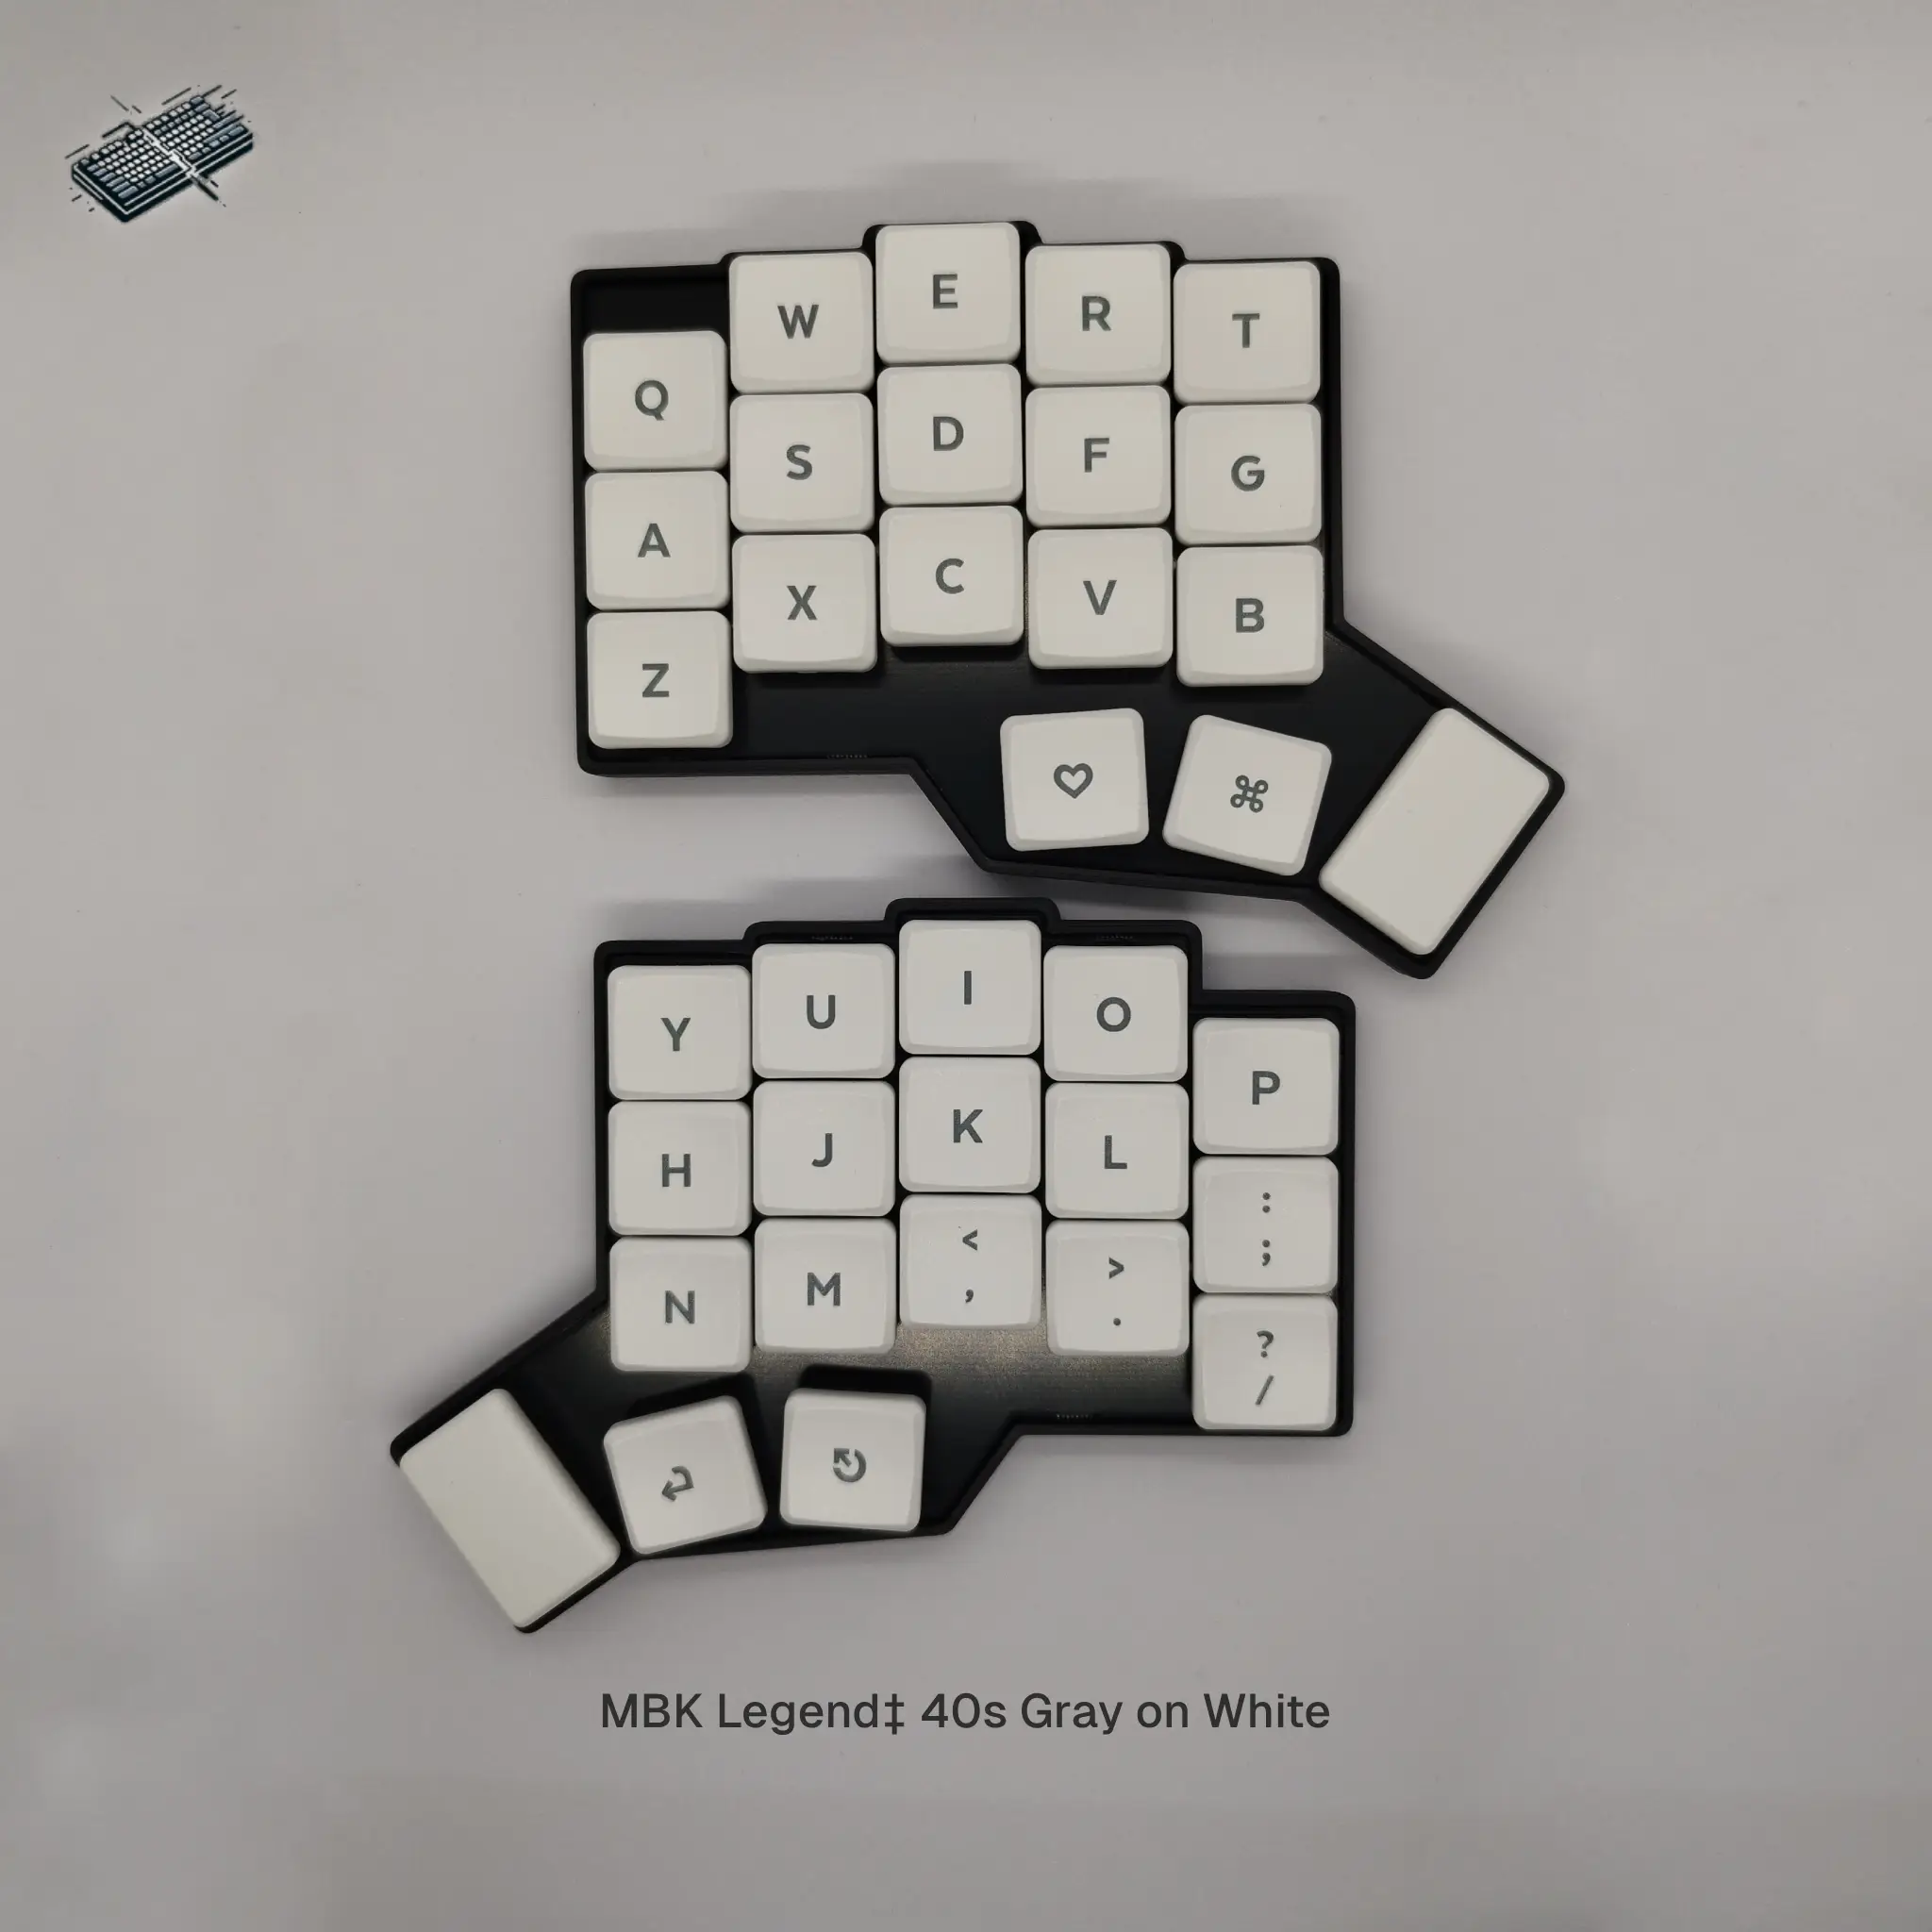 W E R T
Q S D F G
A X C V B
Z
♡ ⌘
Y U I O
P
H J K L
: ;
N M < , > .
? /
↵ ↺
MBK Legend‡ 40s Gray on White